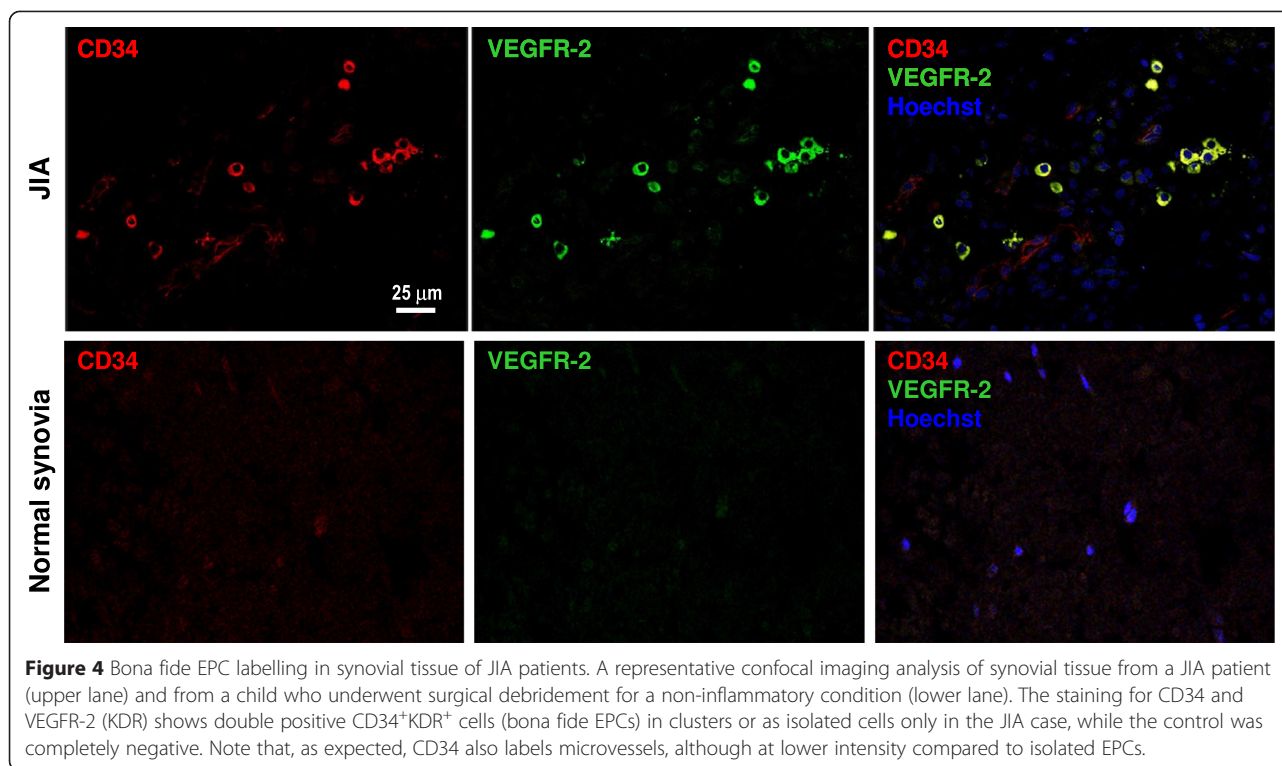 JIA
CD34
VEGFR-2
CD34
VEGFR-2
Hoechst
25 μm
Normal synovia
CD34
VEGFR-2
CD34
VEGFR-2
Hoechst
Figure 4 Bona fide EPC labelling in synovial tissue of JIA patients. A representative confocal imaging analysis of synovial tissue from a JIA patient
(upper lane) and from a child who underwent surgical debridement for a non-inflammatory condition (lower lane). The staining for CD34 and
VEGFR-2 (KDR) shows double positive CD34⁺KDR⁺ cells (bona fide EPCs) in clusters or as isolated cells only in the JIA case, while the control was
completely negative. Note that, as expected, CD34 also labels microvessels, although at lower intensity compared to isolated EPCs.